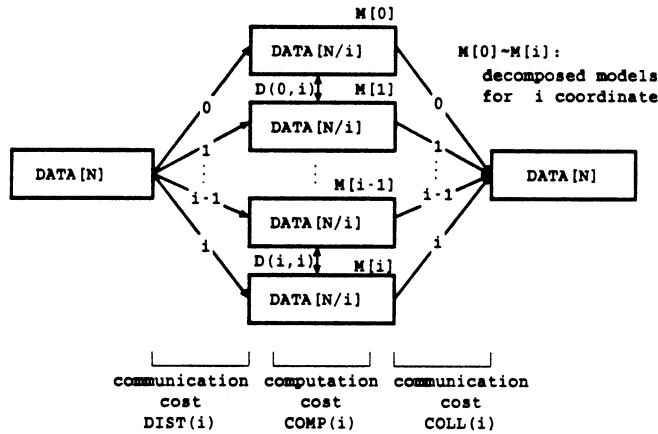 M[0]
DATA[N/i]
M[0]~M[i]:
decomposed models
for i coordinate
D(0,i)
M[1]
0
0
DATA[N/i]
1
1
DATA[N]
DATA[N]
M[i-1]
i-1
i-1
DATA[N/i]
i
i
D(i,i)
M[i]
DATA[N/i]
communication
cost
DIST(i)
computation
cost
COMP(i)
communication
cost
COLL(i)